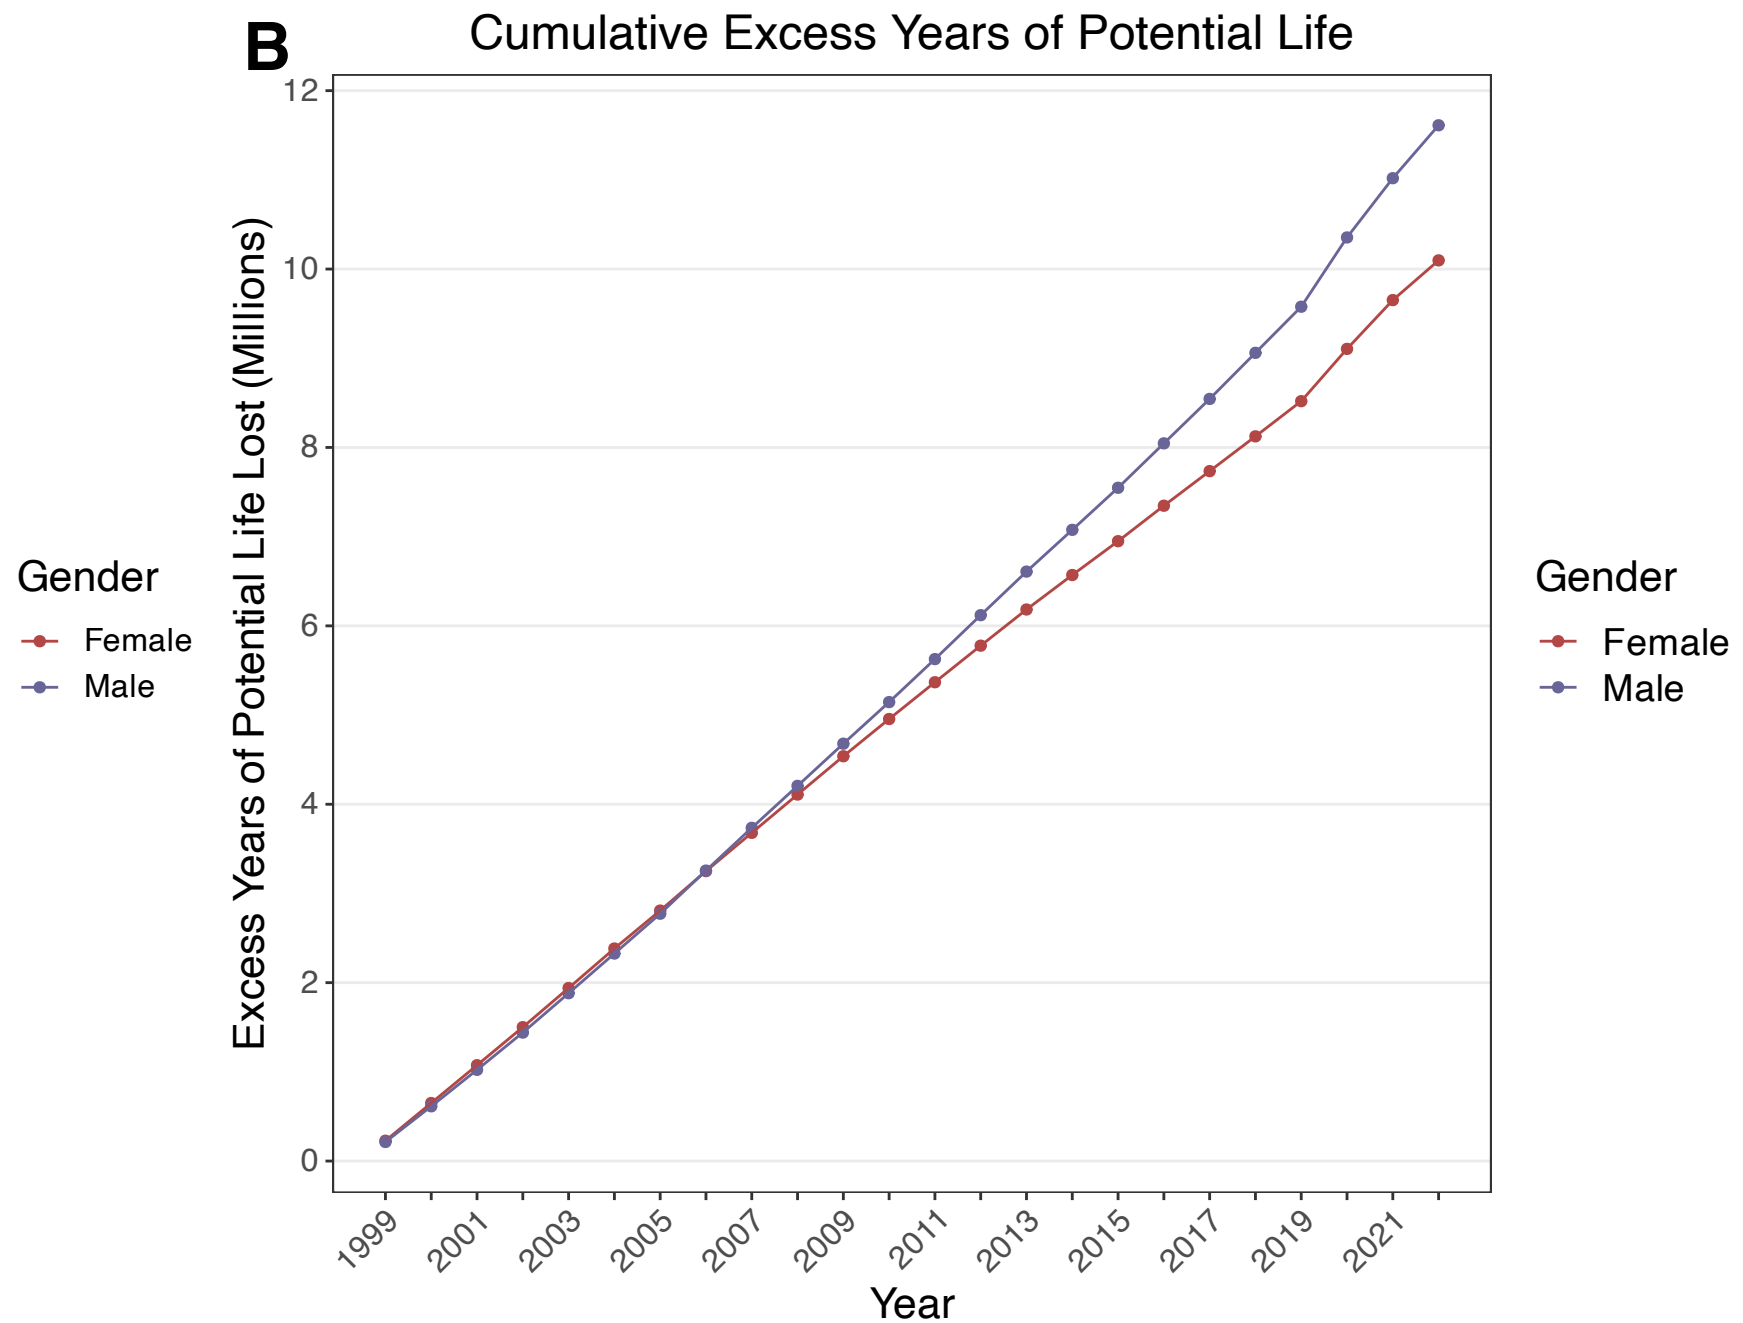 B
Cumulative Excess Years of Potential Life
Excess Years of Potential Life Lost (Millions)
12
10
8
6
4
2
0
1999
2001
2003
2005
2007
2009
2011
2013
2015
2017
2019
2021
Year
Gender
Female
Male
Gender
Female
Male